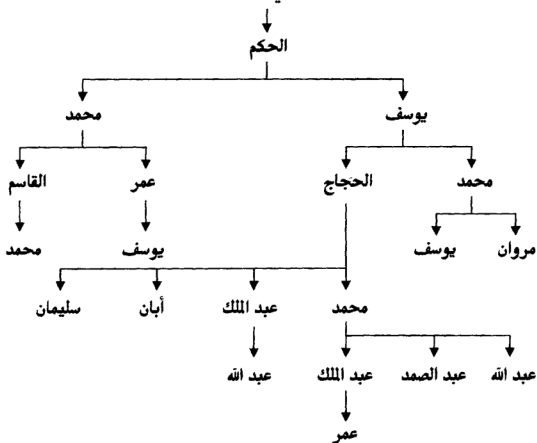 الحكم
يوسف محمد
محمد الحجاج عمر القاسم
مروان يوسف يوسف محمد
محمد عبد الملك أبان سليمان
عبد الله عبد الصمد عبد الملك عبد الله
عمر